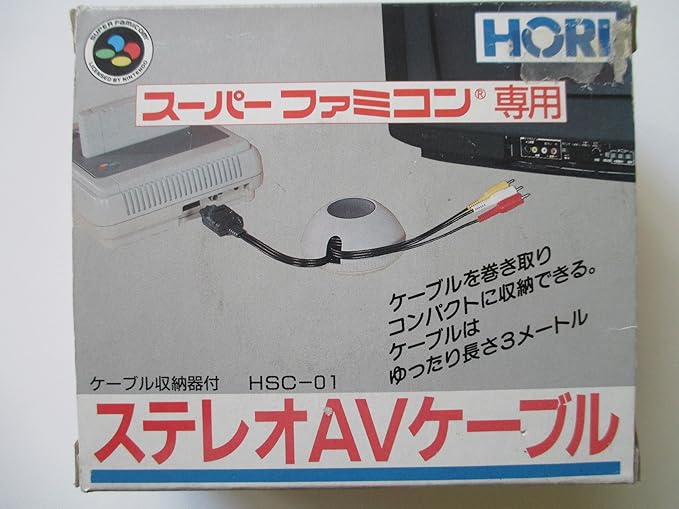 SUPER FAMICOM
LICENSED BY NINTENDO
HORI
スーパーファミコン® 専用
ケーブルを巻き取り
コンパクトに収納できる。
ケーブルは
ゆったり長さ3メートル
ケーブル収納器付 HSC-01
ステレオAVケーブル